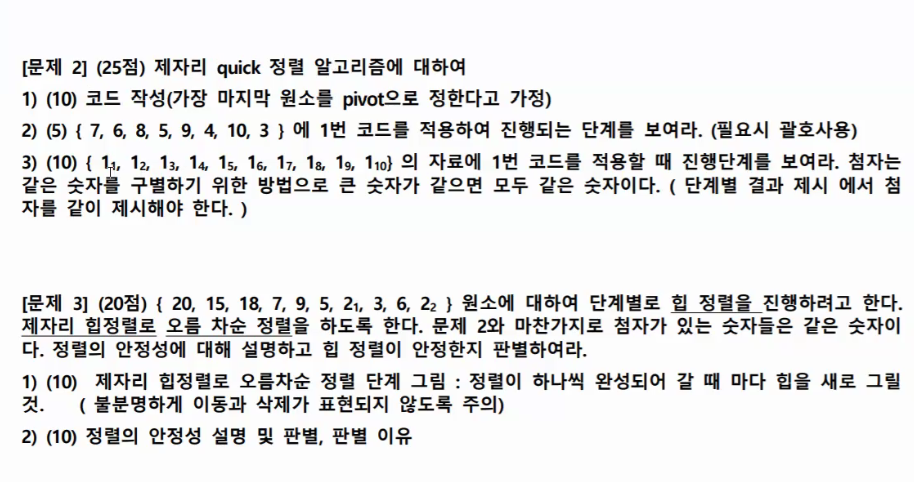 [문제 2] (25점) 제자리 quick 정렬 알고리즘에 대하여
1) (10) 코드 작성(가장 마지막 원소를 pivot으로 정한다고 가정)
2) (5) { 7, 6, 8, 5, 9, 4, 10, 3 } 에 1번 코드를 적용하여 진행되는 단계를 보여라. (필요시 괄호사용)
3) (10) { 1₁, 1₂, 1₃, 1₄, 1₅, 1₆, 1₇, 1₈, 1₉, 1₁₀} 의 자료에 1번 코드를 적용할 때 진행단계를 보여라. 첨자는
같은 숫자를 구별하기 위한 방법으로 큰 숫자가 같으면 모두 같은 숫자이다. ( 단계별 결과 제시 에서 첨
자를 같이 제시해야 한다. )
[문제 3] (20점) { 20, 15, 18, 7, 9, 5, 2₁, 3, 6, 2₂ } 원소에 대하여 단계별로 힙 정렬을 진행하려고 한다.
제자리 힙정렬로 오름 차순 정렬을 하도록 한다. 문제 2와 마찬가지로 첨자가 있는 숫자들은 같은 숫자이
다. 정렬의 안정성에 대해 설명하고 힙 정렬이 안정한지 판별하여라.
1) (10) 제자리 힙정렬로 오름차순 정렬 단계 그림 : 정렬이 하나씩 완성되어 갈 때 마다 힙을 새로 그릴
것. ( 불분명하게 이동과 삭제가 표현되지 않도록 주의)
2) (10) 정렬의 안정성 설명 및 판별, 판별 이유